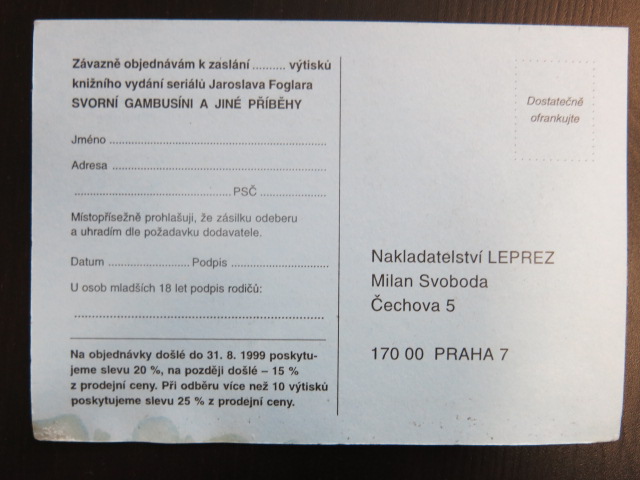 Závazně objednávám k zaslání .......... výtisků
knižního vydání seriálů Jaroslava Foglara
SVORNÍ GAMBUSÍNI A JINÉ PŘÍBĚHY
Jméno
Adresa
PSČ
Místopřísežně prohlašuji, že zásilku odeberu
a uhradím dle požadavku dodavatele.
Datum ........................ Podpis
U osob mladších 18 let podpis rodičů:
Na objednávky došlé do 31. 8. 1999 poskytu-
jeme slevu 20 %, na později došlé – 15 %
z prodejní ceny. Při odběru více než 10 výtisků
poskytujeme slevu 25 % z prodejní ceny.
Dostatečně
ofrankujte
Nakladatelství LEPREZ
Milan Svoboda
Čechova 5
170 00 PRAHA 7